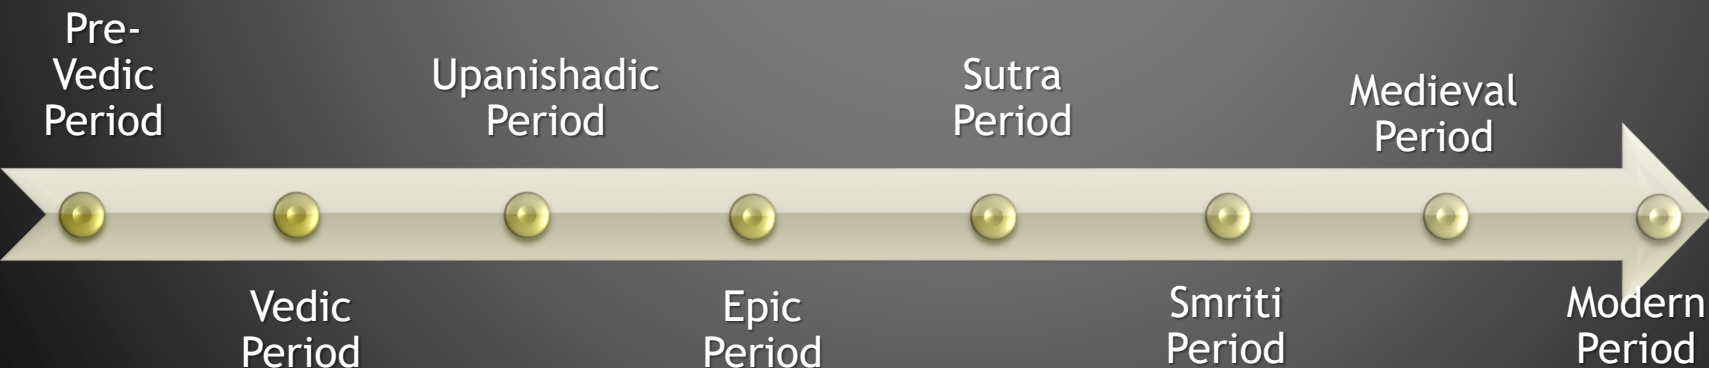 Pre-
Vedic
Period
Vedic
Period
Upanishadic
Period
Epic
Period
Sutra
Period
Smriti
Period
Medieval
Period
Modern
Period